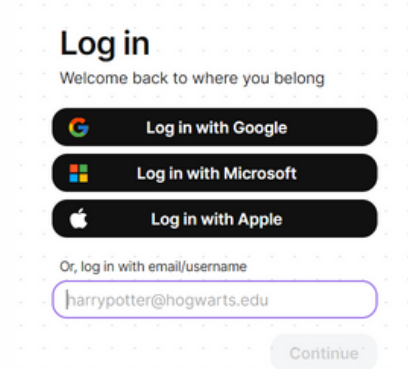 Log in
Welcome back to where you belong
Log in with Google
Log in with Microsoft
Log in with Apple
Or, log in with email/username
harrypotter@hogwarts.edu
Continue